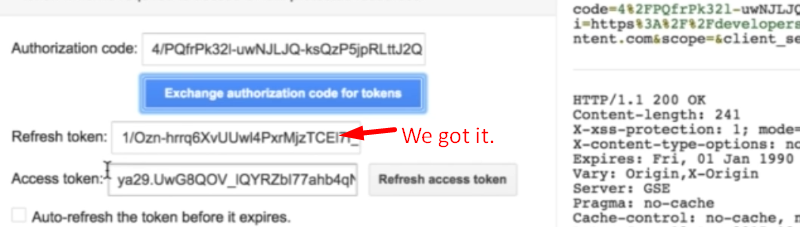 Authorization code: 4/PQfrPk32l-uwNJLJQ-ksQzP5jpRLttJ2Q
Exchange authorization code for tokens
Refresh token: 1/Ozn-hrrq6XvUUwl4PxrMjzTCEl7l_
We got it.
Access token: ya29.UwG8QOV_lQYRZbl77ahb4qN
Refresh access token
Auto-refresh the token before it expires.
code=4%2FPQfrPk32l-uwNJLJQ
i=https%3A%2F%2Fdevelopers
ntent.com&scope=&client_se
HTTP/1.1 200 OK
Content-length: 241
X-xss-protection: 1; mode=
X-content-type-options: no
Expires: Fri, 01 Jan 1990
Vary: Origin,X-Origin
Server: GSE
Pragma: no-cache
Cache-control: no-cache, n